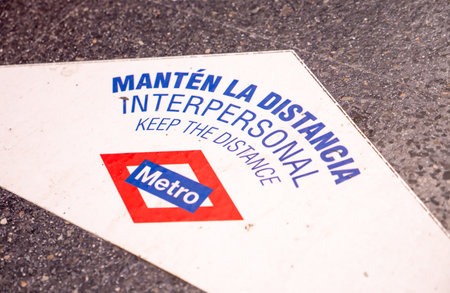 MANTÉN LA DISTANCIA
INTERPERSONAL
KEEP THE DISTANCE
Metro